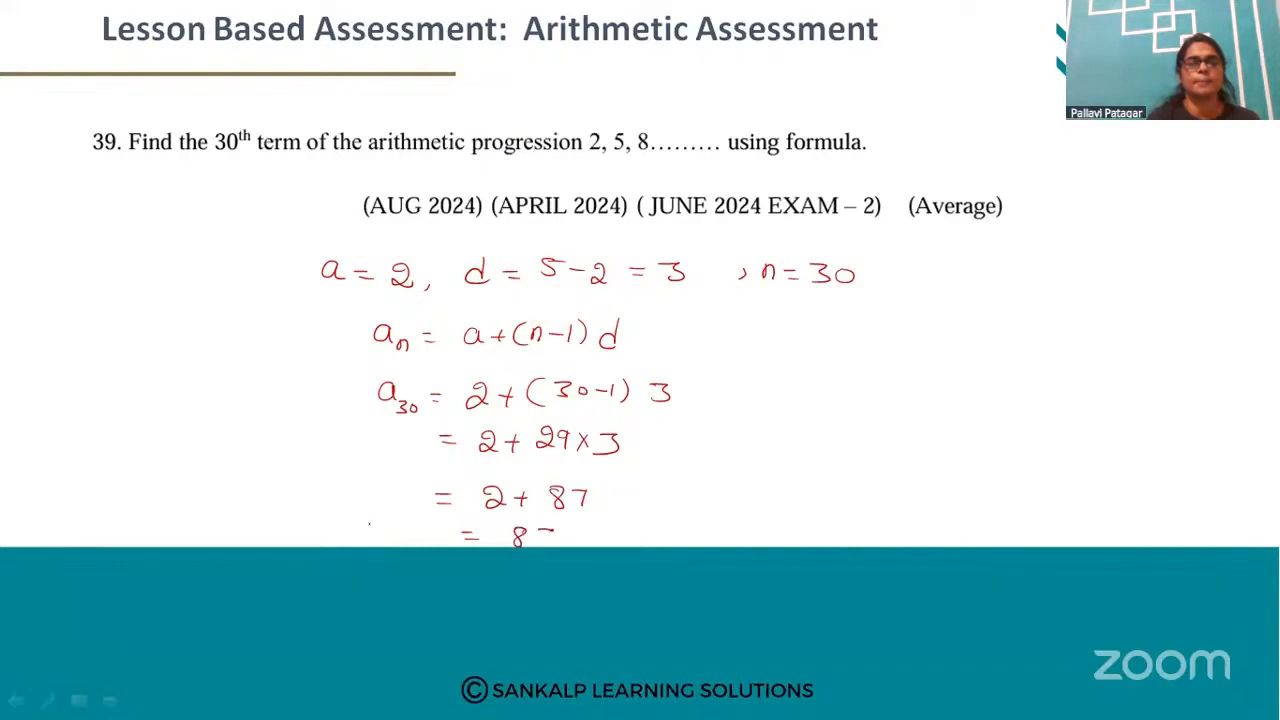 Lesson Based Assessment: Arithmetic Assessment
Pallavi Patagar
39. Find the 30th term of the arithmetic progression 2, 5, 8……… using formula.
(AUG 2024) (APRIL 2024) ( JUNE 2024 EXAM – 2) (Average)
a = 2, d = 5 - 2 = 3 , n = 30
an = a + (n-1) d
a30 = 2 + (30-1) 3
= 2 + 29 × 3
= 2 + 87
= 8
zoom
© SANKALP LEARNING SOLUTIONS